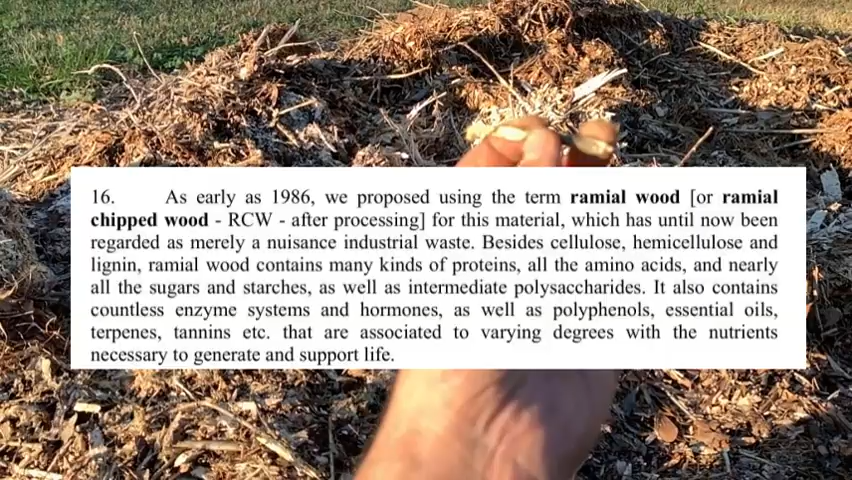 16. As early as 1986, we proposed using the term ramial wood [or ramial
chipped wood - RCW - after processing] for this material, which has until now been
regarded as merely a nuisance industrial waste. Besides cellulose, hemicellulose and
lignin, ramial wood contains many kinds of proteins, all the amino acids, and nearly
all the sugars and starches, as well as intermediate polysaccharides. It also contains
countless enzyme systems and hormones, as well as polyphenols, essential oils,
terpenes, tannins etc. that are associated to varying degrees with the nutrients
necessary to generate and support life.